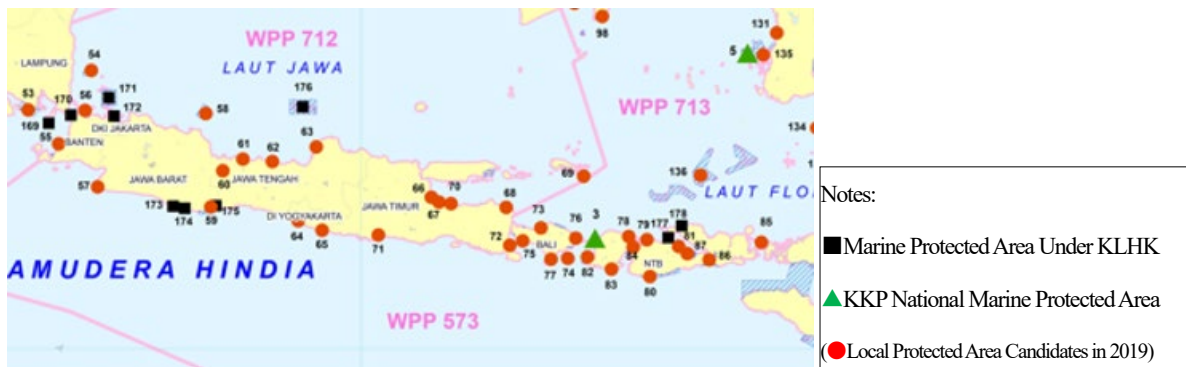 131
98
5
135
WPP 712
54
LAMPUNG
LAUT JAWA
171
176
53
170
56
172
58
WPP 713
169
DKI JAKARTA
134
55
BANTEN
61
62
63
60
69
136
JAWA BARAT
JAWA TENGAH
57
66
70
68
LAUT FLO
173
174
59
175
67
JAWA TIMUR
DI YOGYAKARTA
73
76
3
78
79
177
178
85
64
65
71
72
75
BALI
84
81
87
86
77
74
82
83
NTB
80
AMUDERA HINDIA
WPP 573
Notes:
Marine Protected Area Under KLHK
KKP National Marine Protected Area
(Local Protected Area Candidates in 2019)